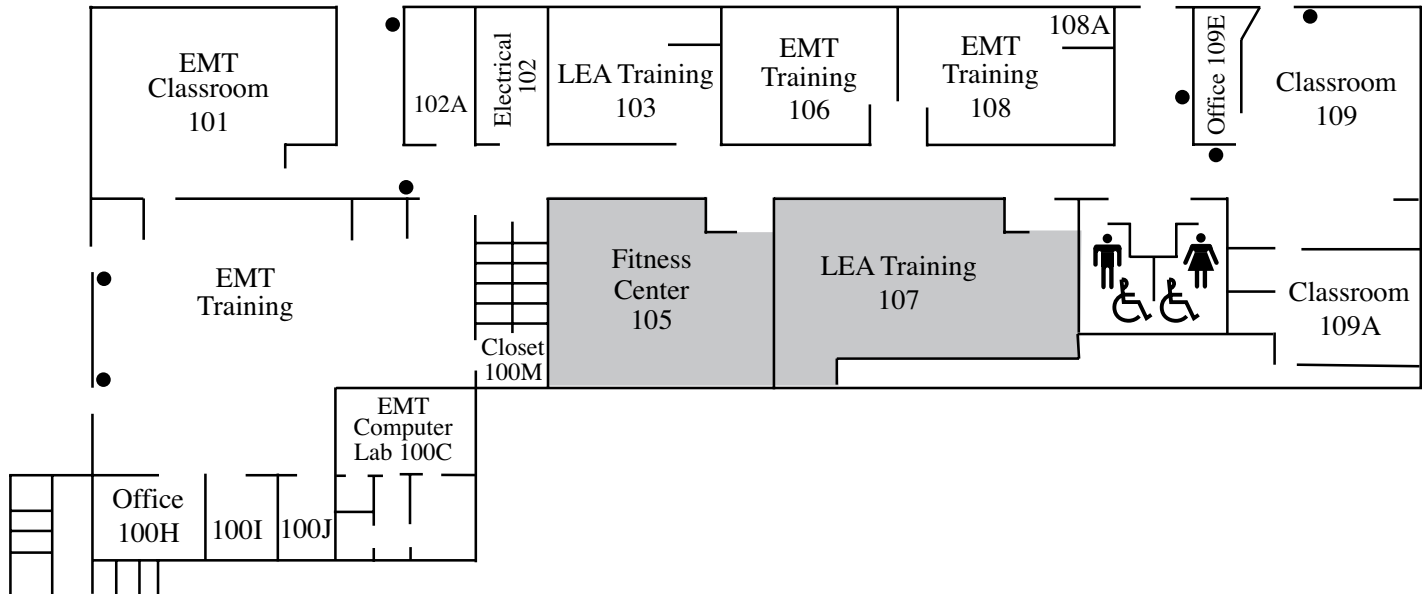 EMT
Classroom
101
102A
Electrical
102
LEA Training
103
EMT
Training
106
108A
EMT
Training
108
Office 109E
Classroom
109
EMT
Training
Closet
100M
Fitness
Center
105
LEA Training
107
Classroom
109A
EMT
Computer
Lab 100C
Office
100H
100I
100J